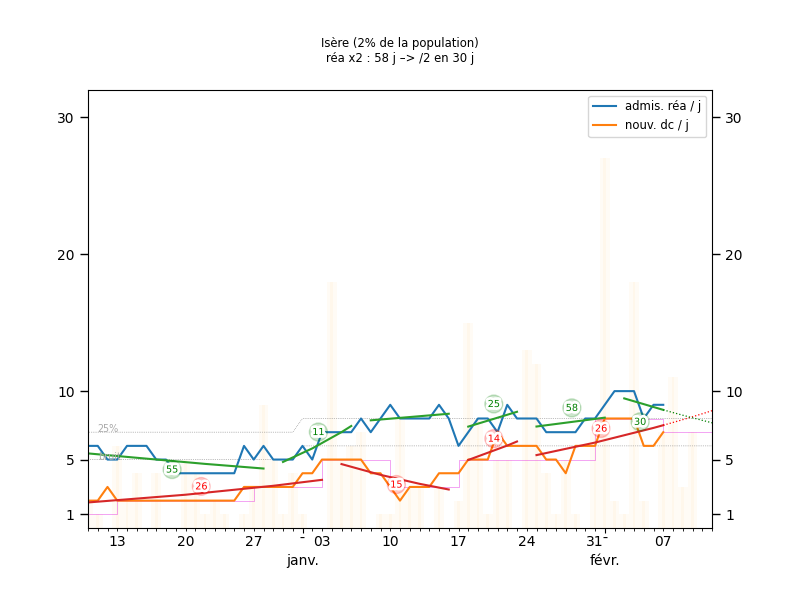 Isère (2% de la population)
réa x2 : 58 j –> /2 en 30 j
admis. réa / j
nouv. dc / j
30 30
20 20
10 10
5 5
1 1
25%
55
26
11
15
25
14
58
26
30
13 20 27 - 03 10 17 24 31 - 07
janv. févr.